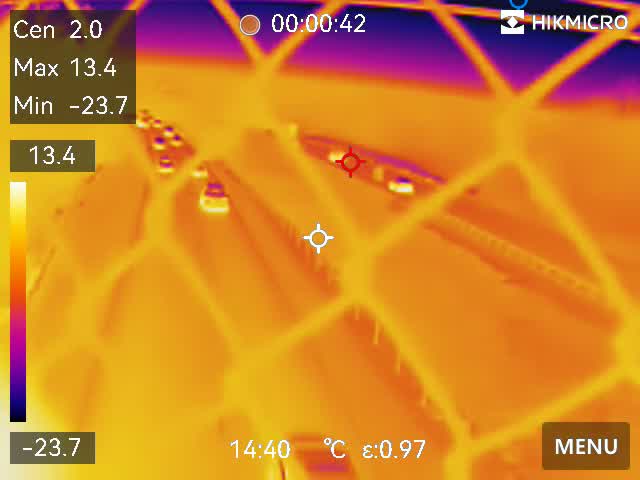 Cen 2.0
Max 13.4
Min -23.7
00:00:42
HIKMICRO
13.4
-23.7
14:40 ℃ ε:0.97
MENU